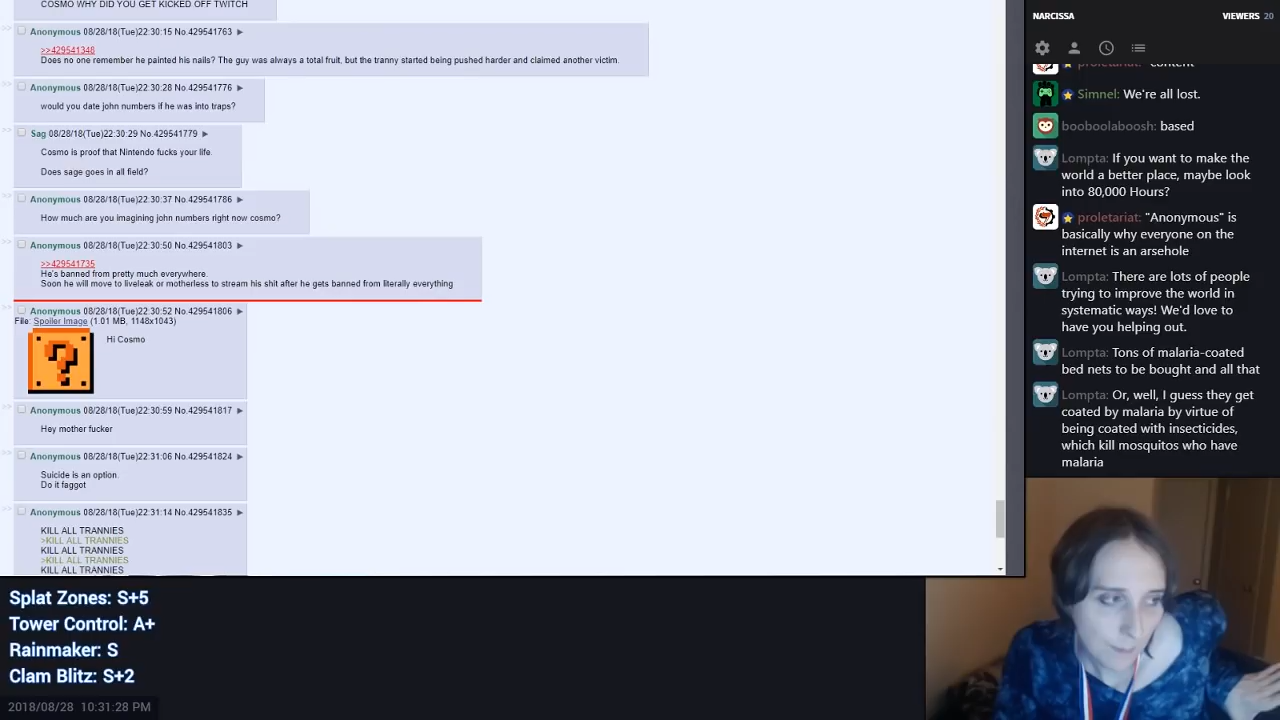 COSMO WHY DID YOU GET KICKED OFF TWITCH
Anonymous 08/28/18(Tue)22:30:15 No.429541763
>>429541348
Does no one remember he painted his nails? The guy was always a total fruit, but the tranny started being pushed harder and claimed another victim.
Anonymous 08/28/18(Tue)22:30:28 No.429541776
would you date john numbers if he was into traps?
Sag 08/28/18(Tue)22:30:29 No.429541779
Cosmo is proof that Nintendo fucks your life.
Does sage goes in all field?
Anonymous 08/28/18(Tue)22:30:37 No.429541786
How much are you imagining john numbers right now cosmo?
Anonymous 08/28/18(Tue)22:30:50 No.429541803
>>429541735
He's banned from pretty much everywhere.
Soon he will move to liveleak or motherless to stream his shit after he gets banned from literally everything
Anonymous 08/28/18(Tue)22:30:52 No.429541806
File: Spoiler Image (1.01 MB, 1148x1043)
Hi Cosmo
Anonymous 08/28/18(Tue)22:30:59 No.429541817
Hey mother fucker
Anonymous 08/28/18(Tue)22:31:06 No.429541824
Suicide is an option.
Do it faggot
Anonymous 08/28/18(Tue)22:31:14 No.429541835
KILL ALL TRANNIES
>KILL ALL TRANNIES
KILL ALL TRANNIES
>KILL ALL TRANNIES
KILL ALL TRANNIES
NARCISSA
VIEWERS 20
proletariat: "content"
Simnel: We're all lost.
booboolaboosh: based
Lompta: If you want to make the
world a better place, maybe look
into 80,000 Hours?
proletariat: "Anonymous" is
basically why everyone on the
internet is an arsehole
Lompta: There are lots of people
trying to improve the world in
systematic ways! We'd love to
have you helping out.
Lompta: Tons of malaria-coated
bed nets to be bought and all that
Lompta: Or, well, I guess they get
coated by malaria by virtue of
being coated with insecticides,
which kill mosquitos who have
malaria
Splat Zones: S+5
Tower Control: A+
Rainmaker: S
Clam Blitz: S+2
2018/08/28 10:31:28 PM